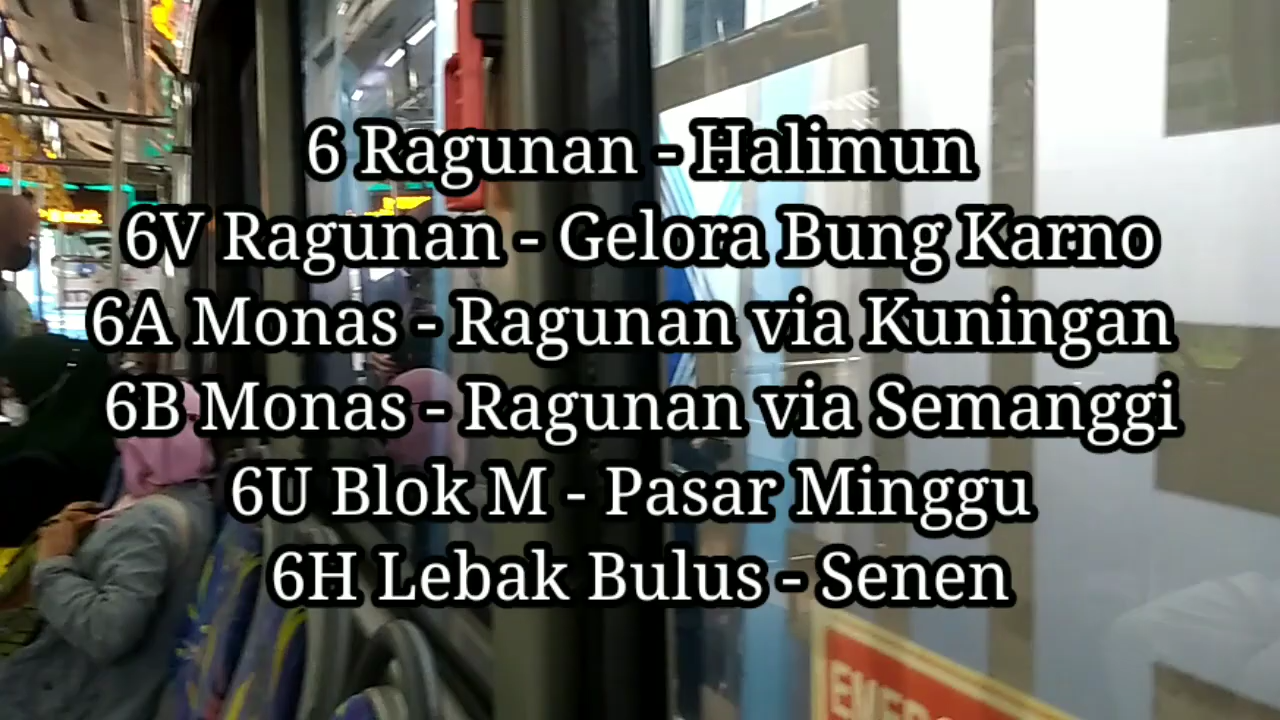 6 Ragunan - Halimun
6V Ragunan - Gelora Bung Karno
6A Monas - Ragunan via Kuningan
6B Monas - Ragunan via Semanggi
6U Blok M - Pasar Minggu
6H Lebak Bulus - Senen